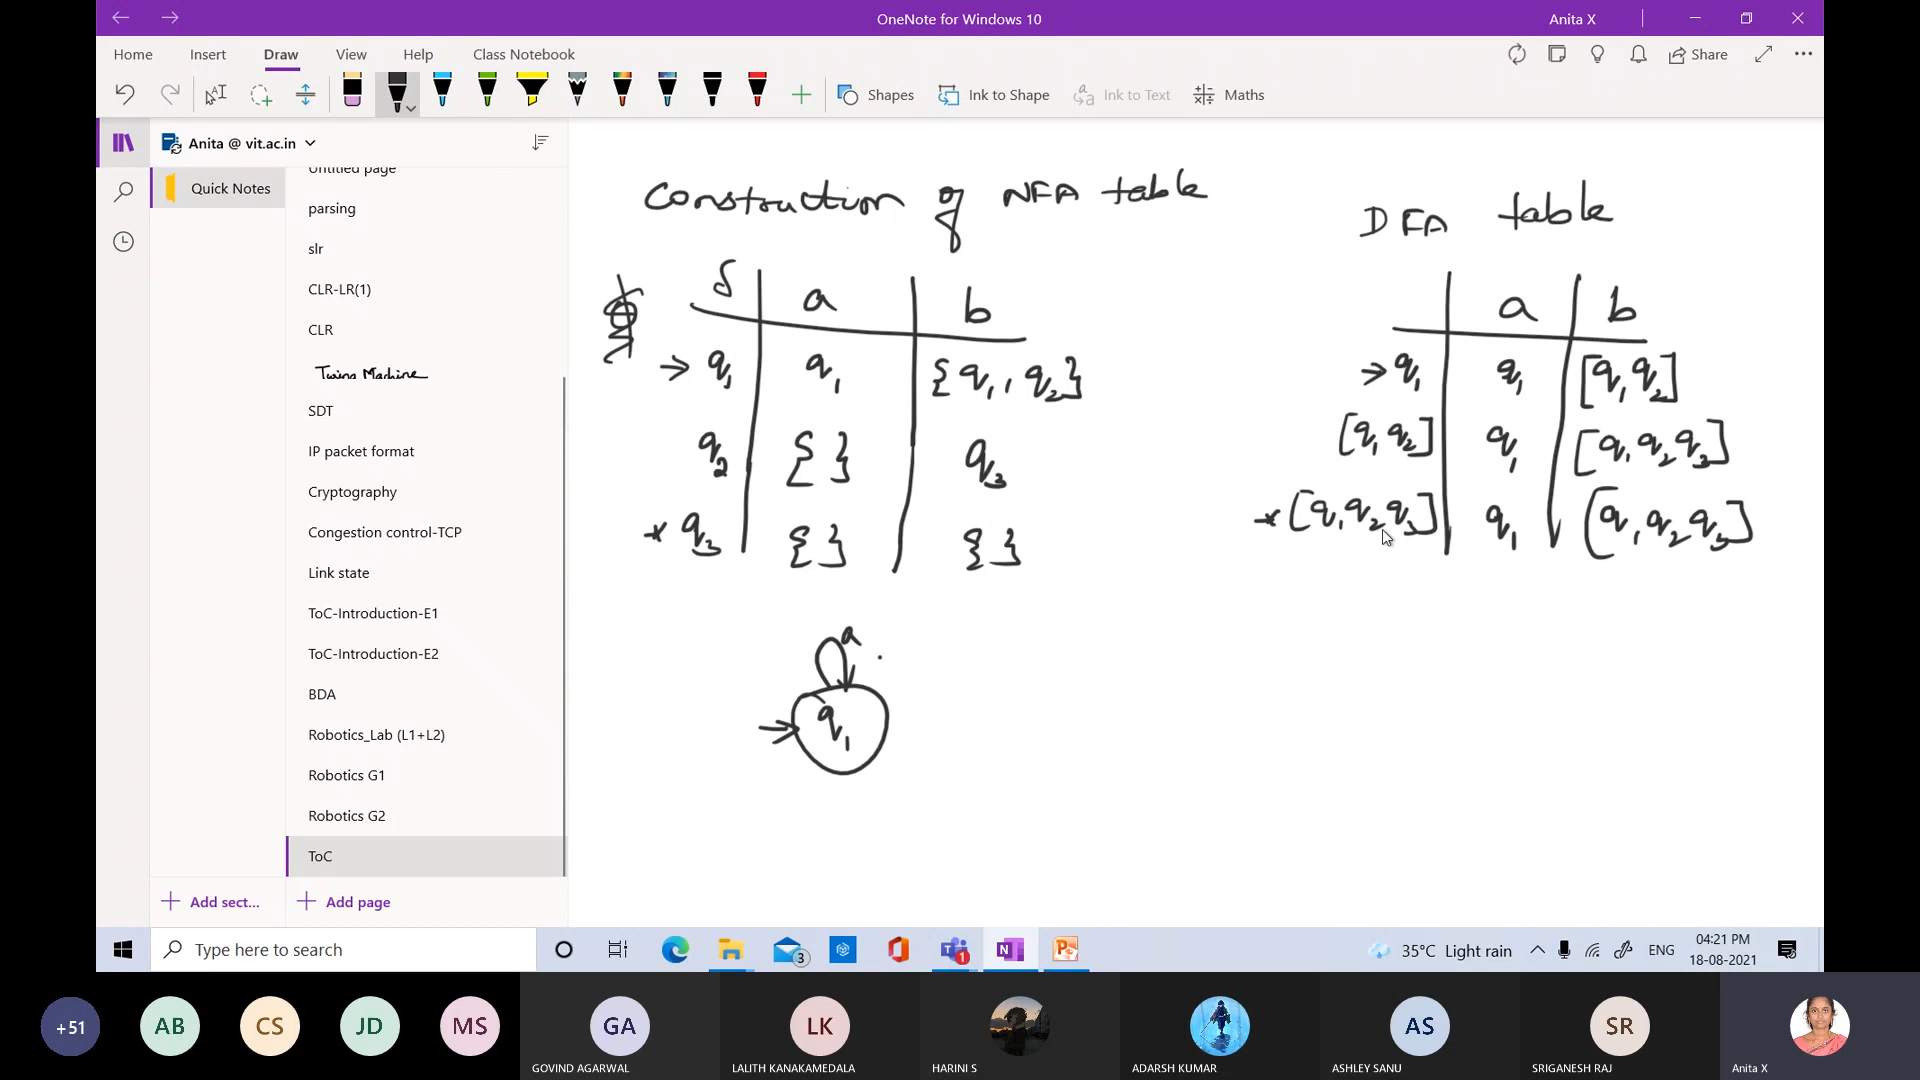 OneNote for Windows 10
Anita X
Home Insert Draw View Help Class Notebook
Share
Shapes Ink to Shape Ink to Text Maths
Anita @ vit.ac.in
Quick Notes
Untitled page
parsing
slr
CLR-LR(1)
CLR
Turing Machine
SDT
IP packet format
Cryptography
Congestion control-TCP
Link state
ToC-Introduction-E1
ToC-Introduction-E2
BDA
Robotics_Lab (L1+L2)
Robotics G1
Robotics G2
ToC
Add sect...
Add page
Construction of NFA table
δ a b
→ q1 q1 {q1, q2}
q2 { } q3
* q3 { } { }
a
q1
DFA table
a b
→ q1 q1 [q1 q2]
[q1 q2] q1 [q1 q2 q3]
* [q1 q2 q3] q1 [q1 q2 q3]
Type here to search
3
1
35°C Light rain
ENG
04:21 PM
18-08-2021
+51
AB
CS
JD
MS
GA
GOVIND AGARWAL
LK
LALITH KANAKAMEDALA
HARINI S
ADARSH KUMAR
AS
ASHLEY SANU
SR
SRIGANESH RAJ
Anita X